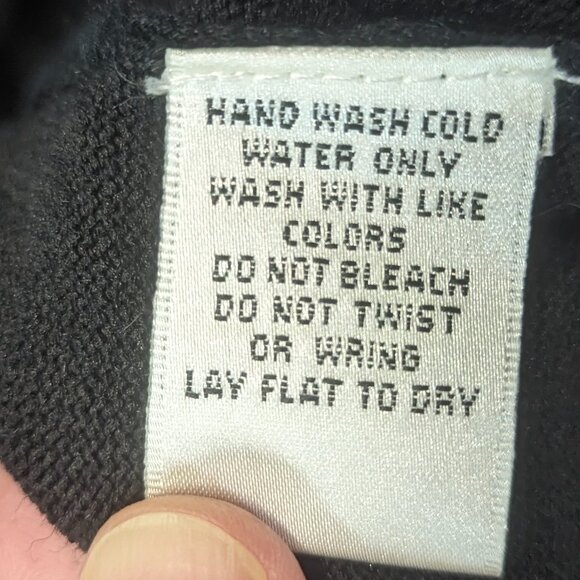 HAND WASH COLD
WATER ONLY
WASH WITH LIKE
COLORS
DO NOT BLEACH
DO NOT TWIST
OR WRING
LAY FLAT TO DRY